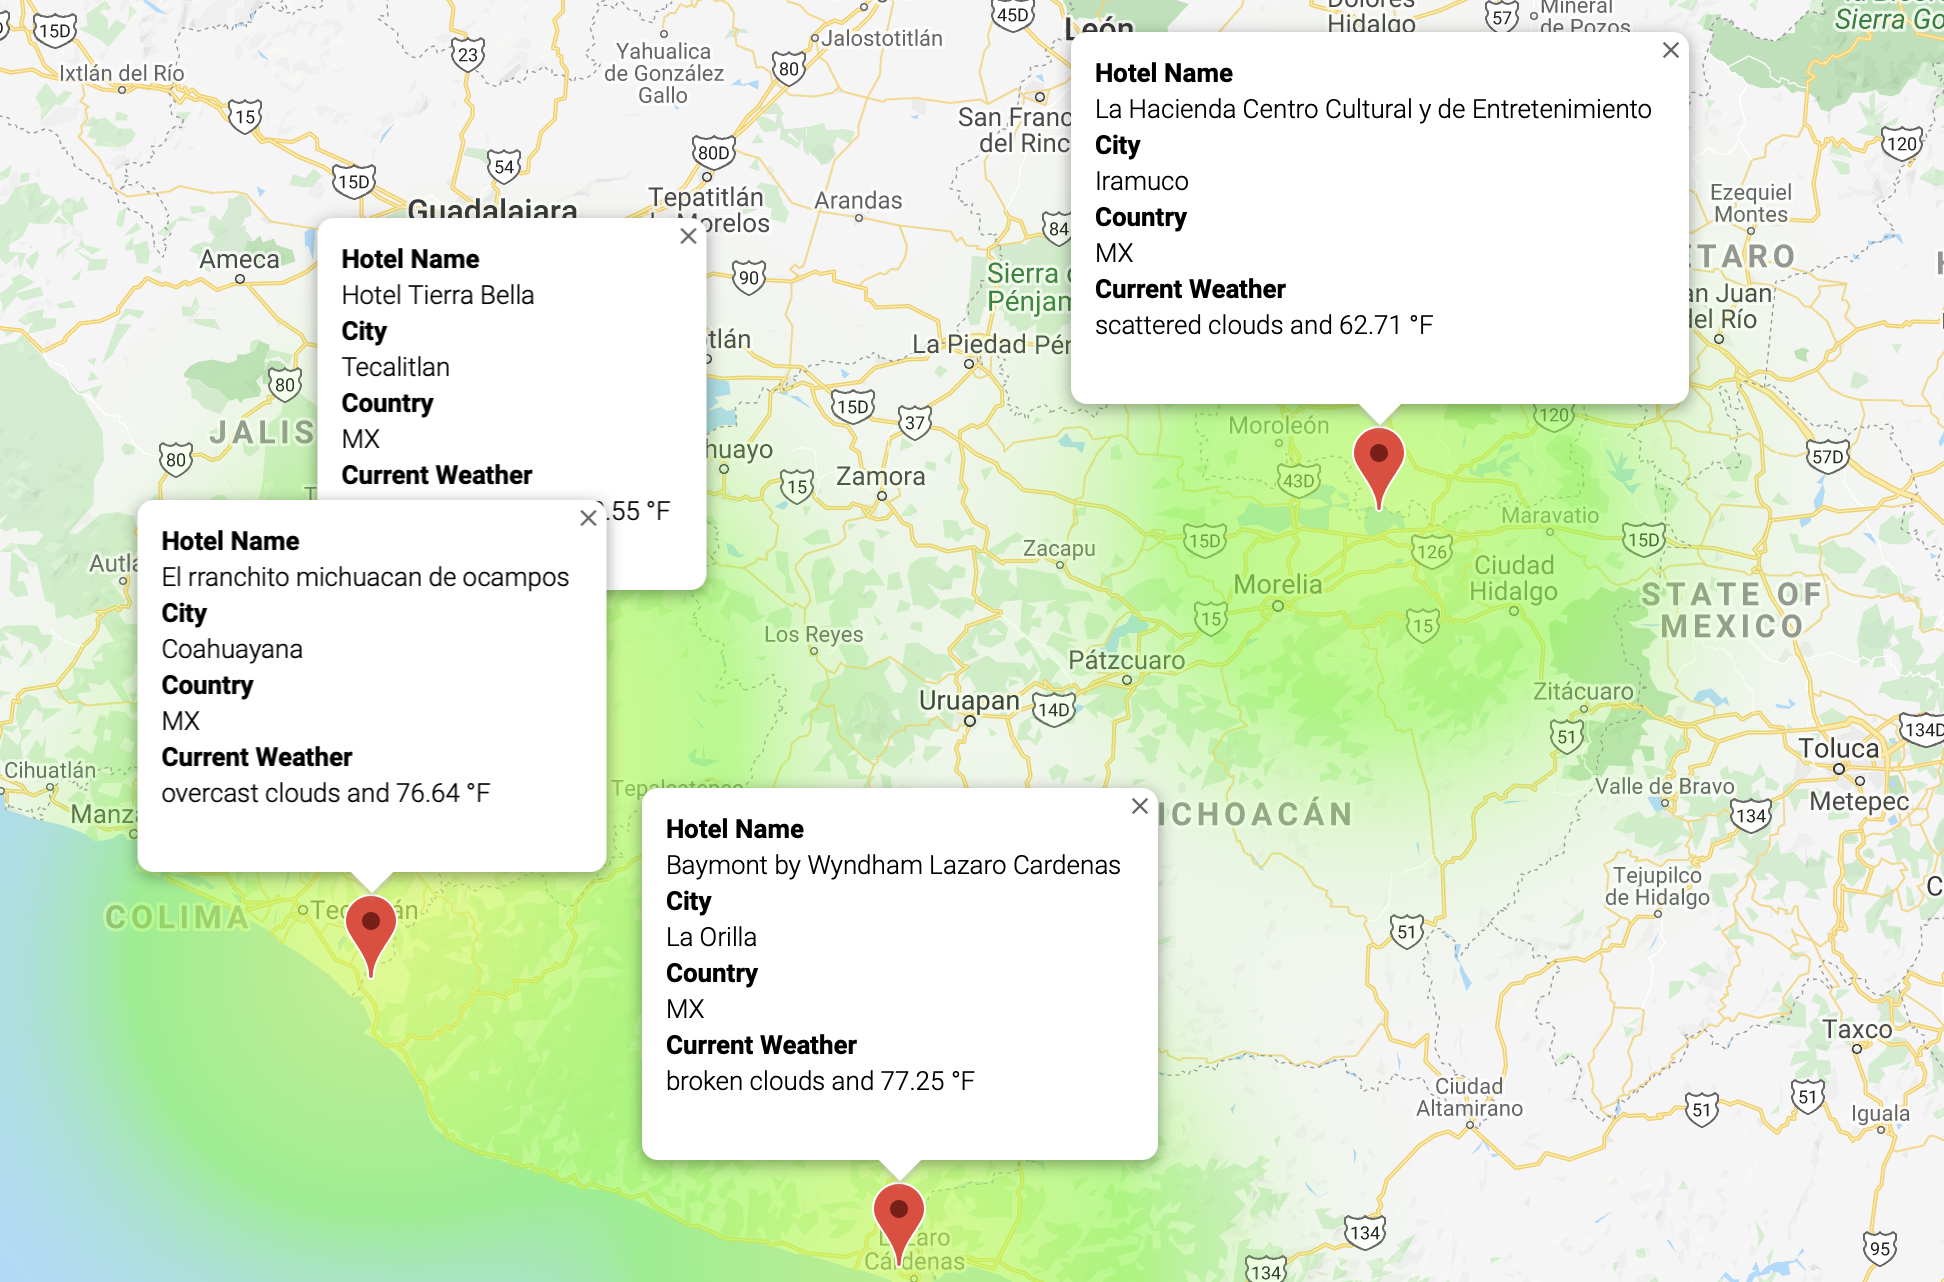 Hotel Name
La Hacienda Centro Cultural y de Entretenimiento
City
Iramuco
Country
MX
Current Weather
scattered clouds and 62.71 °F
Hotel Name
Hotel Tierra Bella
City
Tecalitlan
Country
MX
Current Weather
.55 °F
Hotel Name
El rranchito michuacan de ocampos
City
Coahuayana
Country
MX
Current Weather
overcast clouds and 76.64 °F
Hotel Name
Baymont by Wyndham Lazaro Cardenas
City
La Orilla
Country
MX
Current Weather
broken clouds and 77.25 °F
15D
Ixtlán del Río
15
23
Yahualica
de González
Gallo
Jalostotitlán
80
45D
León
Dolores
Hidalgo
57
Mineral
de Pozos
Sierra Go
120
San Franc
del Rinc
15D
54
80D
Guadalajara
Tepatitlán
de Morelos
Arandas
84
Ezequiel
Montes
Ameca
90
Sierra
Pénjam
TARO
an Juan
del Río
tlán
La Piedad
Pén
80
15D
37
JALIS
80
huayo
Zamora
15
Moroleón
43D
120
57D
Maravatío
15D
15D
126
Zacapu
Autla
Morelia
Ciudad
Hidalgo
STATE OF
MEXICO
15
15
Los Reyes
Pátzcuaro
Uruapan
14D
Zitácuaro
51
134D
Toluca
Metepec
Cihuatlán
Manza
Tepalcatepec
ICHOACÁN
Valle de Bravo
134
Tejupilco
de Hidalgo
C
COLIMA
51
Taxco
Ciudad
Altamirano
51
51
Iguala
Lázaro
Cárdenas
134
134
95